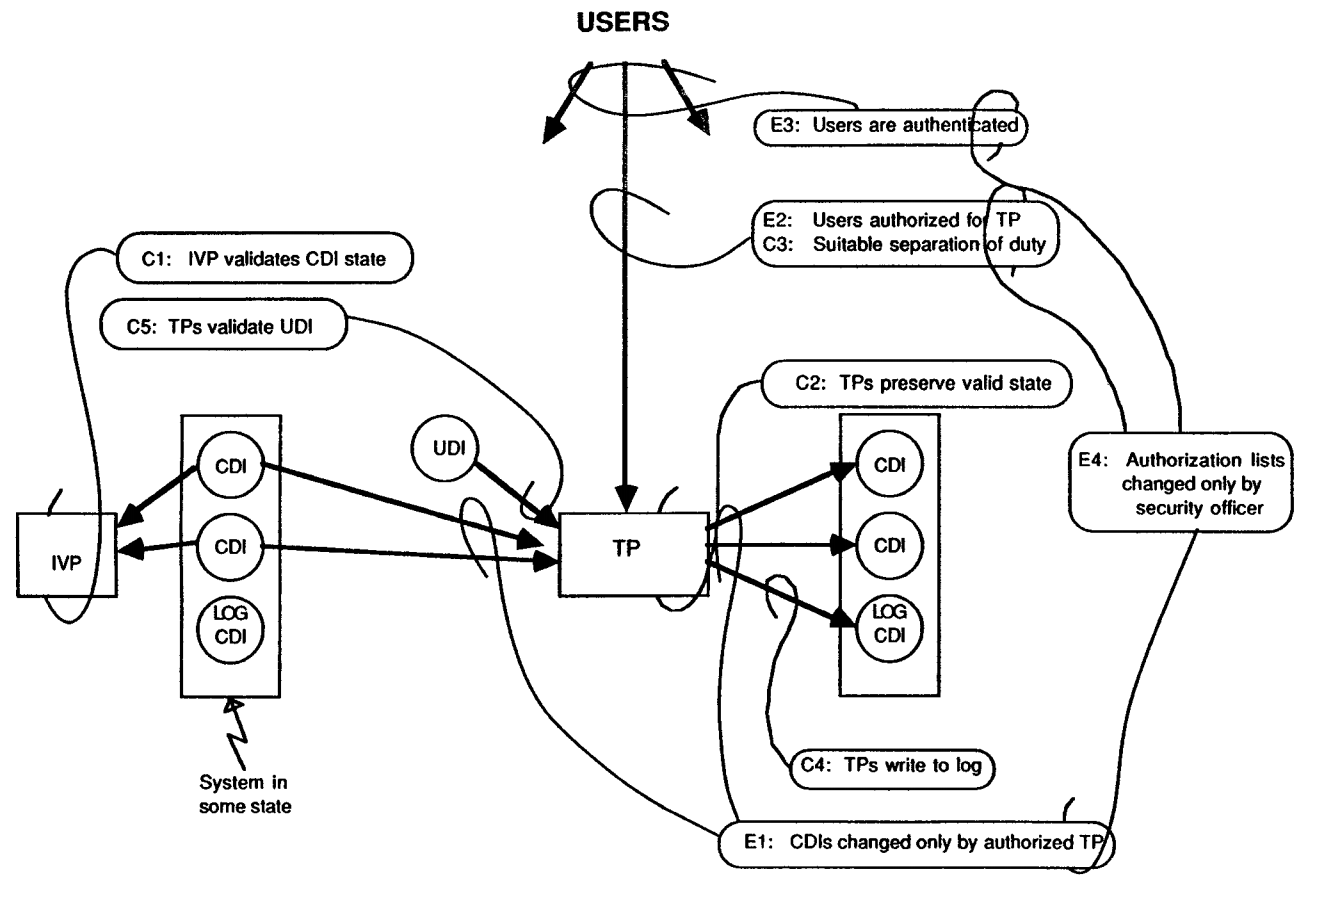 USERS
E3: Users are authenticated
E2: Users authorized for TP
C3: Suitable separation of duty
C1: IVP validates CDI state
C5: TPs validate UDI
C2: TPs preserve valid state
UDI
CDI
CDI
LOG
CDI
IVP
TP
CDI
CDI
LOG
CDI
E4: Authorization lists
changed only by
security officer
System in
some state
C4: TPs write to log
E1: CDIs changed only by authorized TP